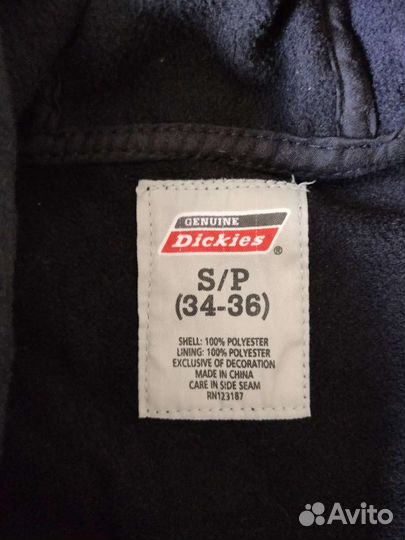 GENUINE
Dickies®
S/P
(34-36)
SHELL: 100% POLYESTER
LINING: 100% POLYESTER
EXCLUSIVE OF DECORATION
MADE IN CHINA
CARE IN SIDE SEAM
RN123187
Avito